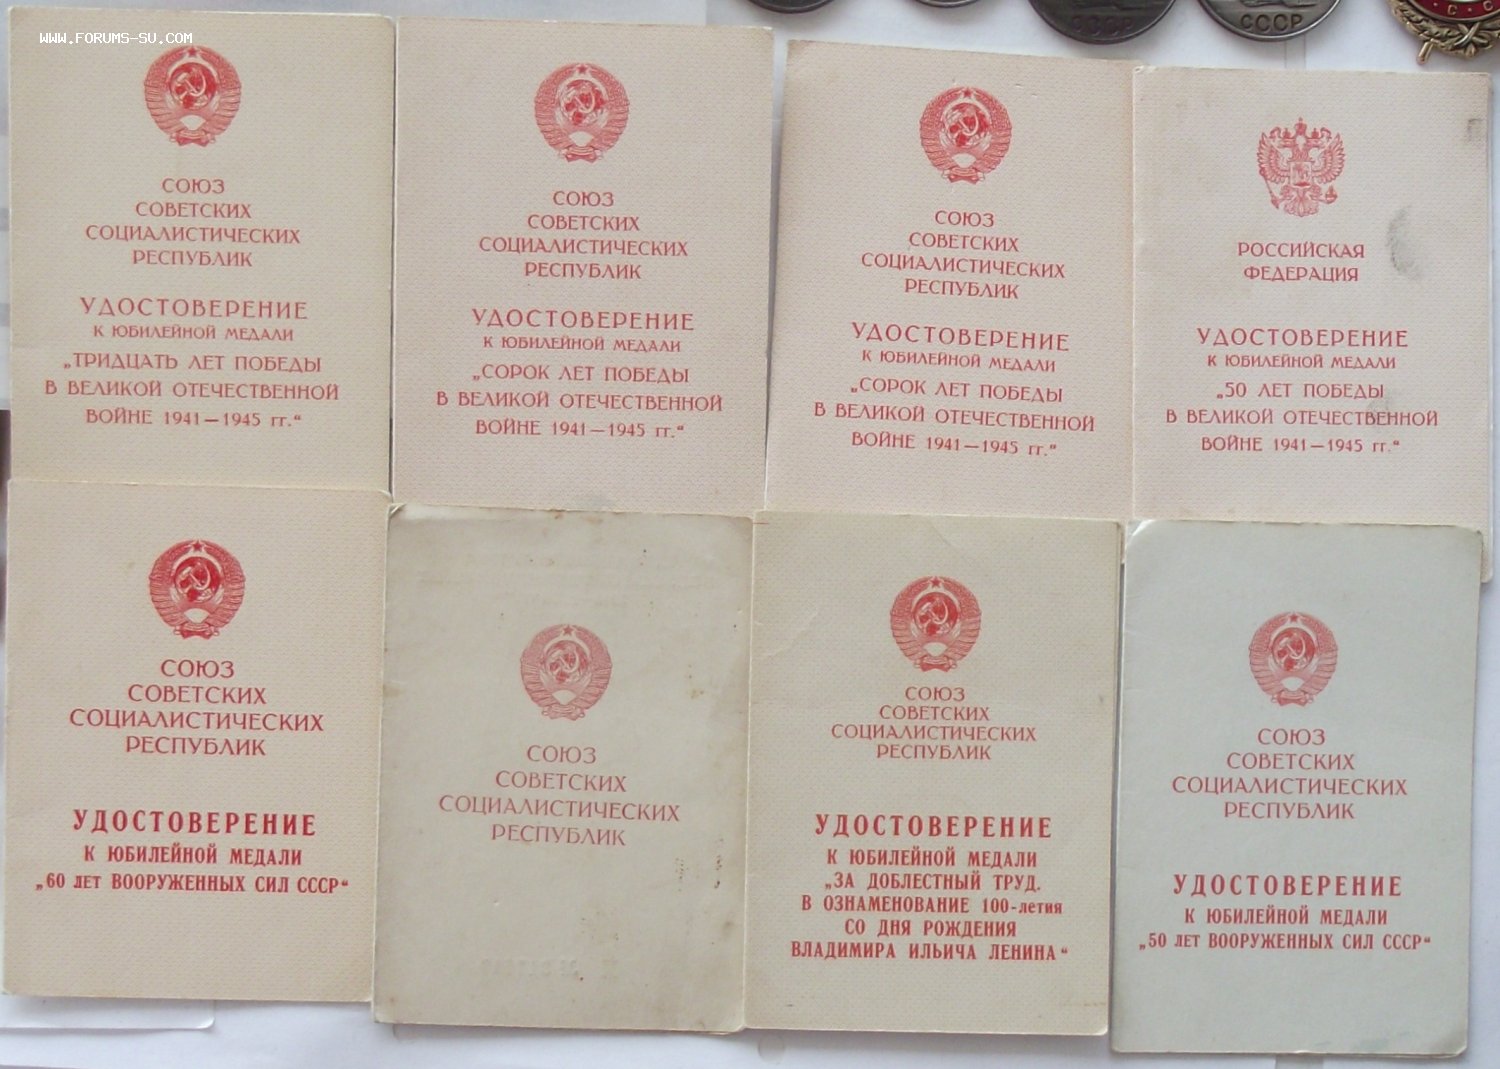 WWW.FORUMS-SU.COM
СССР
СССР
СОЮЗ
СОВЕТСКИХ
СОЦИАЛИСТИЧЕСКИХ
РЕСПУБЛИК
УДОСТОВЕРЕНИЕ
К ЮБИЛЕЙНОЙ МЕДАЛИ
„ТРИДЦАТЬ ЛЕТ ПОБЕДЫ
В ВЕЛИКОЙ ОТЕЧЕСТВЕННОЙ
ВОЙНЕ 1941—1945 гг.“
СОЮЗ
СОВЕТСКИХ
СОЦИАЛИСТИЧЕСКИХ
РЕСПУБЛИК
УДОСТОВЕРЕНИЕ
К ЮБИЛЕЙНОЙ МЕДАЛИ
„СОРОК ЛЕТ ПОБЕДЫ
В ВЕЛИКОЙ ОТЕЧЕСТВЕННОЙ
ВОЙНЕ 1941—1945 гг.“
СОЮЗ
СОВЕТСКИХ
СОЦИАЛИСТИЧЕСКИХ
РЕСПУБЛИК
УДОСТОВЕРЕНИЕ
К ЮБИЛЕЙНОЙ МЕДАЛИ
„СОРОК ЛЕТ ПОБЕДЫ
В ВЕЛИКОЙ ОТЕЧЕСТВЕННОЙ
ВОЙНЕ 1941—1945 гг.“
РОССИЙСКАЯ
ФЕДЕРАЦИЯ
УДОСТОВЕРЕНИЕ
К ЮБИЛЕЙНОЙ МЕДАЛИ
„50 ЛЕТ ПОБЕДЫ
В ВЕЛИКОЙ ОТЕЧЕСТВЕННОЙ
ВОЙНЕ 1941—1945 гг.“
СОЮЗ
СОВЕТСКИХ
СОЦИАЛИСТИЧЕСКИХ
РЕСПУБЛИК
УДОСТОВЕРЕНИЕ
К ЮБИЛЕЙНОЙ МЕДАЛИ
„60 лет ВООРУЖЕННЫХ СИЛ СССР“
СОЮЗ
СОВЕТСКИХ
СОЦИАЛИСТИЧЕСКИХ
РЕСПУБЛИК
СОЮЗ
СОВЕТСКИХ
СОЦИАЛИСТИЧЕСКИХ
РЕСПУБЛИК
УДОСТОВЕРЕНИЕ
К ЮБИЛЕЙНОЙ МЕДАЛИ
„ЗА ДОБЛЕСТНЫЙ ТРУД.
В ОЗНАМЕНОВАНИЕ 100-летия
СО ДНЯ РОЖДЕНИЯ
ВЛАДИМИРА ИЛЬИЧА ЛЕНИНА“
СОЮЗ
СОВЕТСКИХ
СОЦИАЛИСТИЧЕСКИХ
РЕСПУБЛИК
УДОСТОВЕРЕНИЕ
К ЮБИЛЕЙНОЙ МЕДАЛИ
„50 лет ВООРУЖЕННЫХ СИЛ СССР“